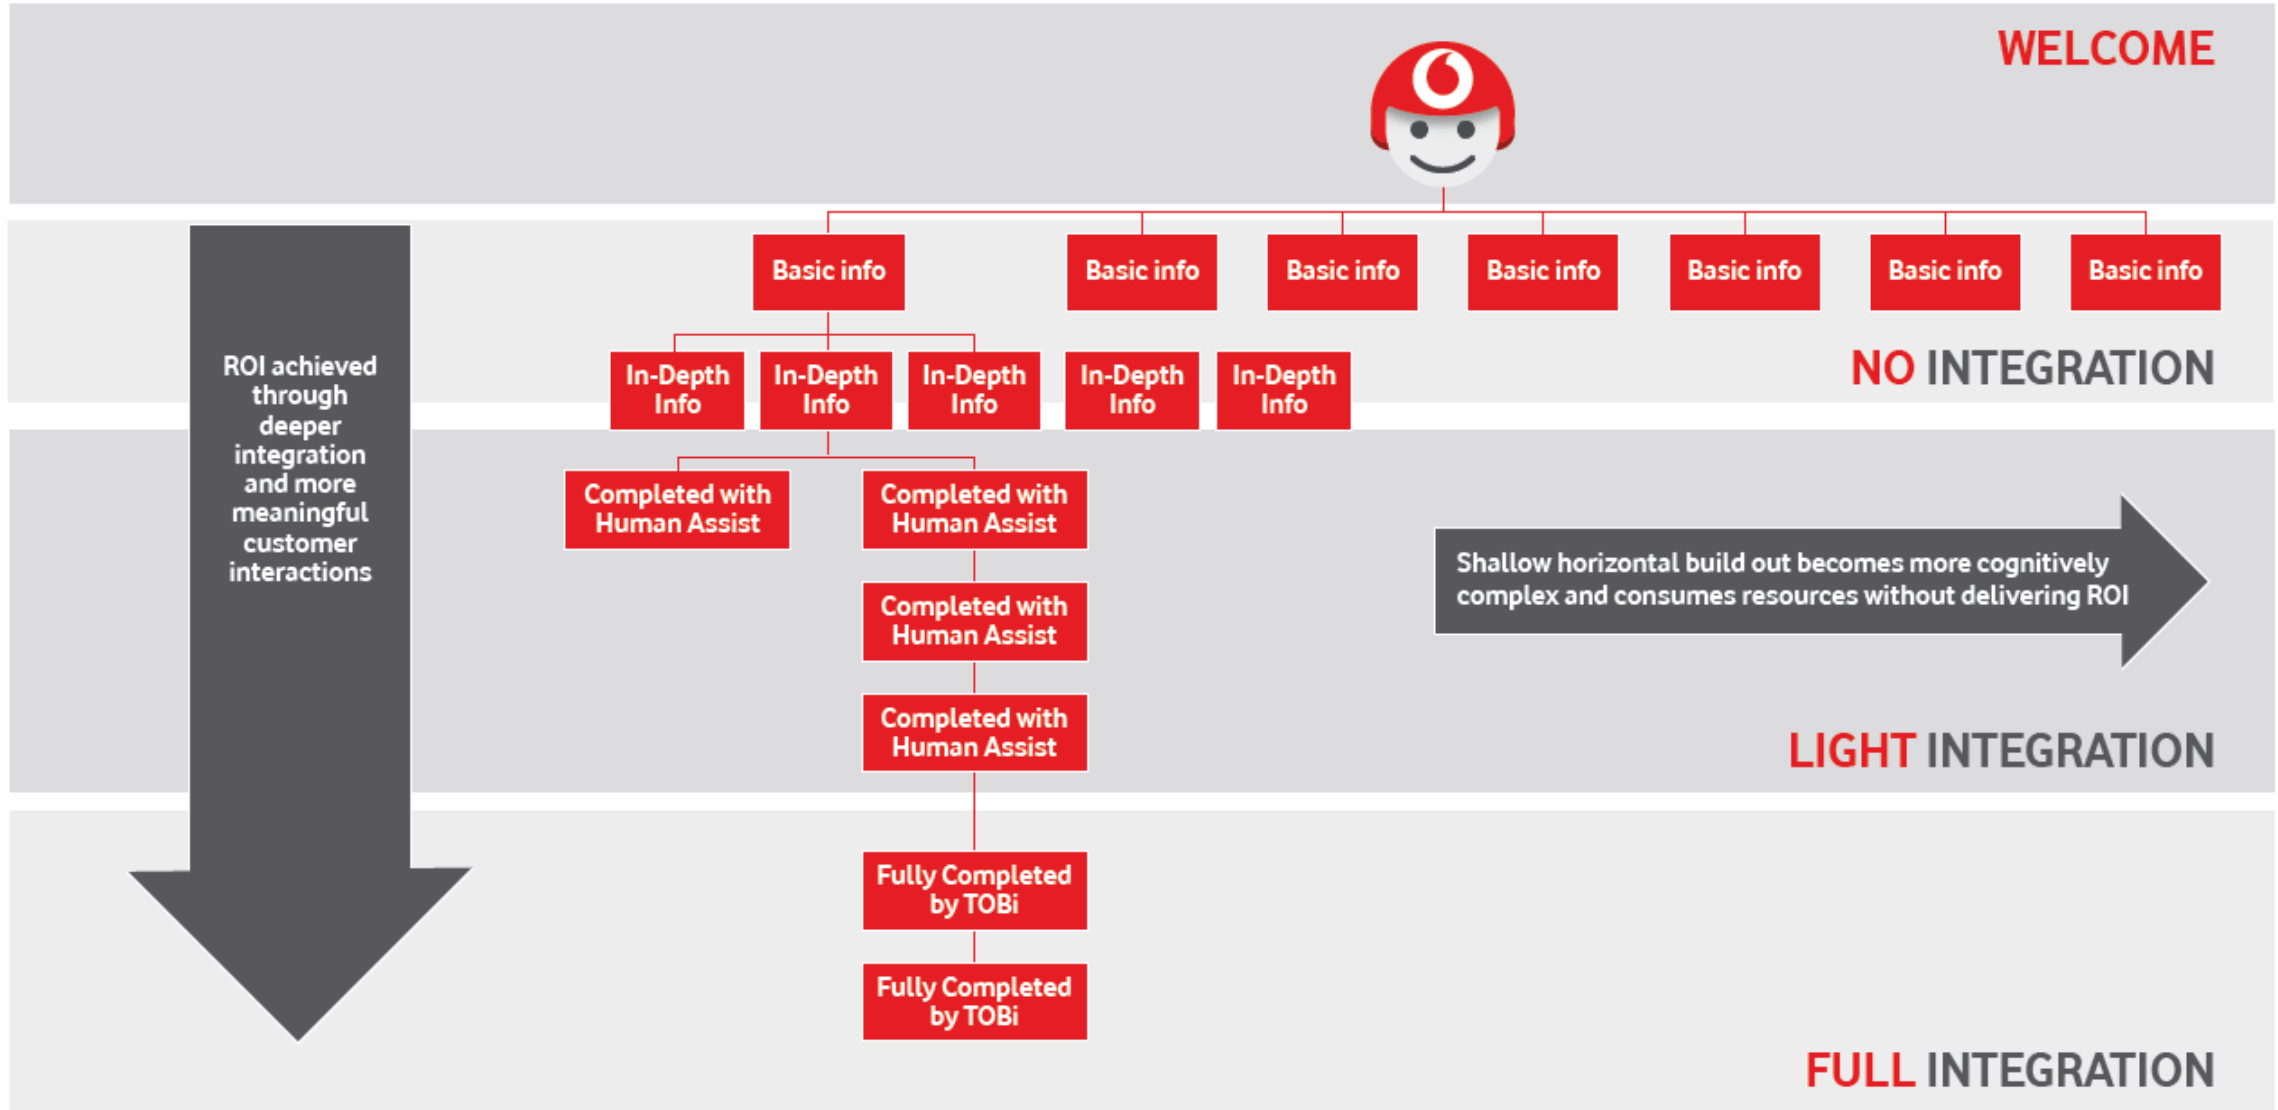 WELCOME
Basic info
Basic info
Basic info
Basic info
Basic info
Basic info
Basic info
In-Depth
Info
In-Depth
Info
In-Depth
Info
In-Depth
Info
In-Depth
Info
NO INTEGRATION
ROI achieved
through
deeper
integration
and more
meaningful
customer
interactions
Completed with
Human Assist
Completed with
Human Assist
Completed with
Human Assist
Completed with
Human Assist
Shallow horizontal build out becomes more cognitively
complex and consumes resources without delivering ROI
LIGHT INTEGRATION
Fully Completed
by TOBi
Fully Completed
by TOBi
FULL INTEGRATION